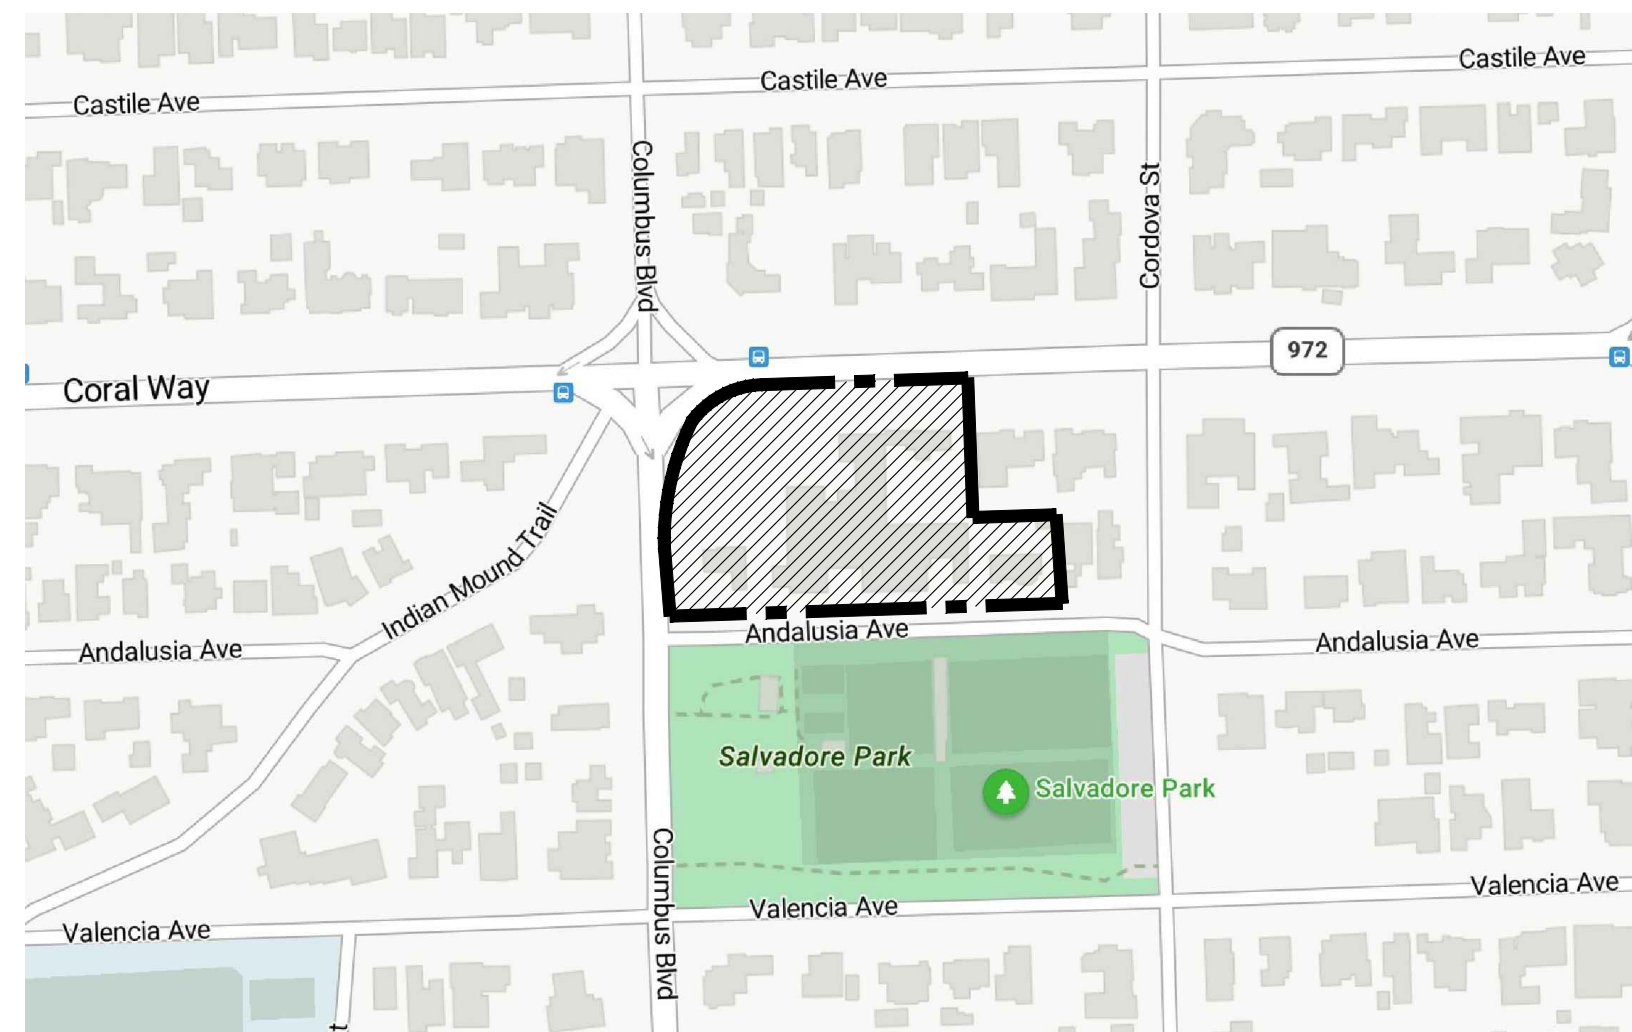 Castile Ave
Castile Ave
Castile Ave
Columbus Blvd
Cordova St
972
Coral Way
Indian Mound Trail
Andalusia Ave
Andalusia Ave
Andalusia Ave
Salvadore Park
Salvadore Park
Columbus Blvd
Valencia Ave
Valencia Ave
Valencia Ave